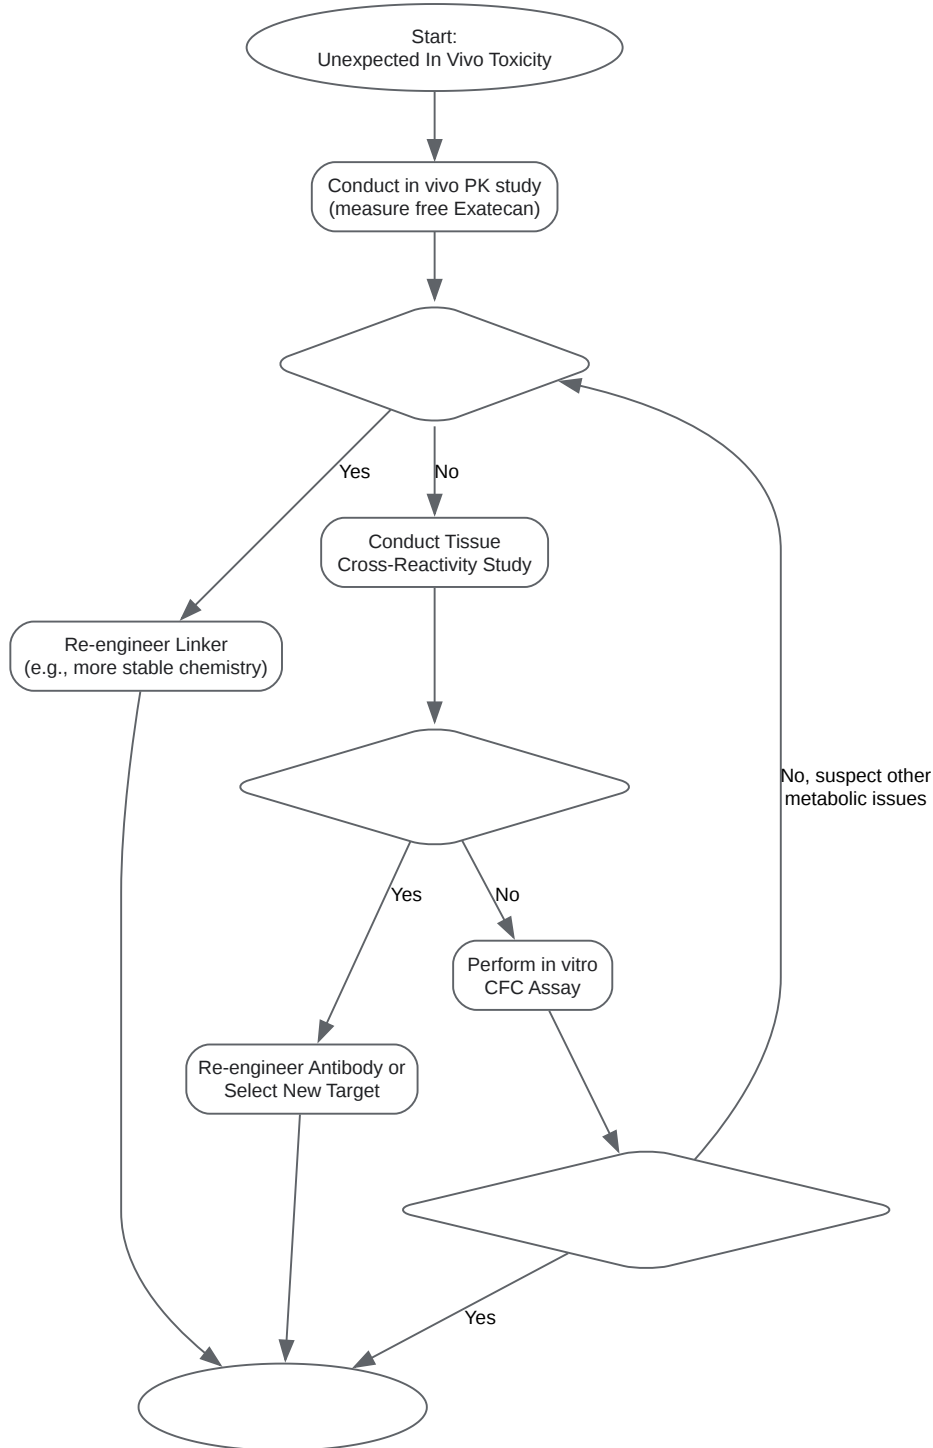 Start:
Unexpected In Vivo Toxicity
Conduct in vivo PK study
(measure free Exatecan)
Yes
No
Conduct Tissue
Cross-Reactivity Study
Re-engineer Linker
(e.g., more stable chemistry)
No, suspect other
metabolic issues
Yes
No
Perform in vitro
CFC Assay
Re-engineer Antibody or
Select New Target
Yes